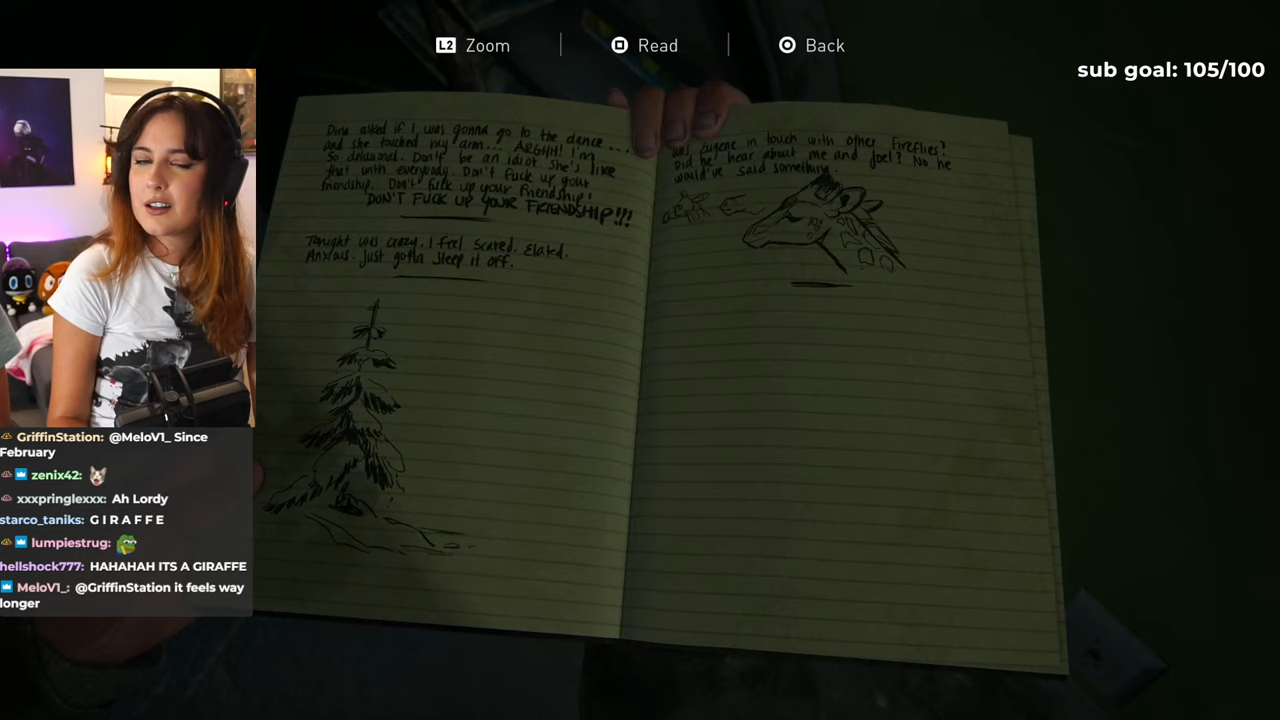 L2 Zoom
Read
Back
sub goal: 105/100
Dina asked if I was gonna go to the dance....
and she touched my arm... ARGHH! I'm
so delusional. Don't be an idiot she's like
that with everybody. Don't fuck up your
friendship. Don't fuck up your friendship!
DON'T FUCK UP YOUR FRIENDSHIP!!!
Tonight was crazy. I feel scared. Elated.
Anxious. Just gotta sleep it off.
Was Eugene in touch with other Fireflies?
Did he hear about me and Joel? No he
would've said something.
GriffinStation: @MeloV1_ Since
February
zenix42:
xxxpringlexxx: Ah Lordy
starco_taniks: G I R A F F E
lumpiestrug:
hellshock777: HAHAHAH ITS A GIRAFFE
MeloV1_: @GriffinStation it feels way
longer